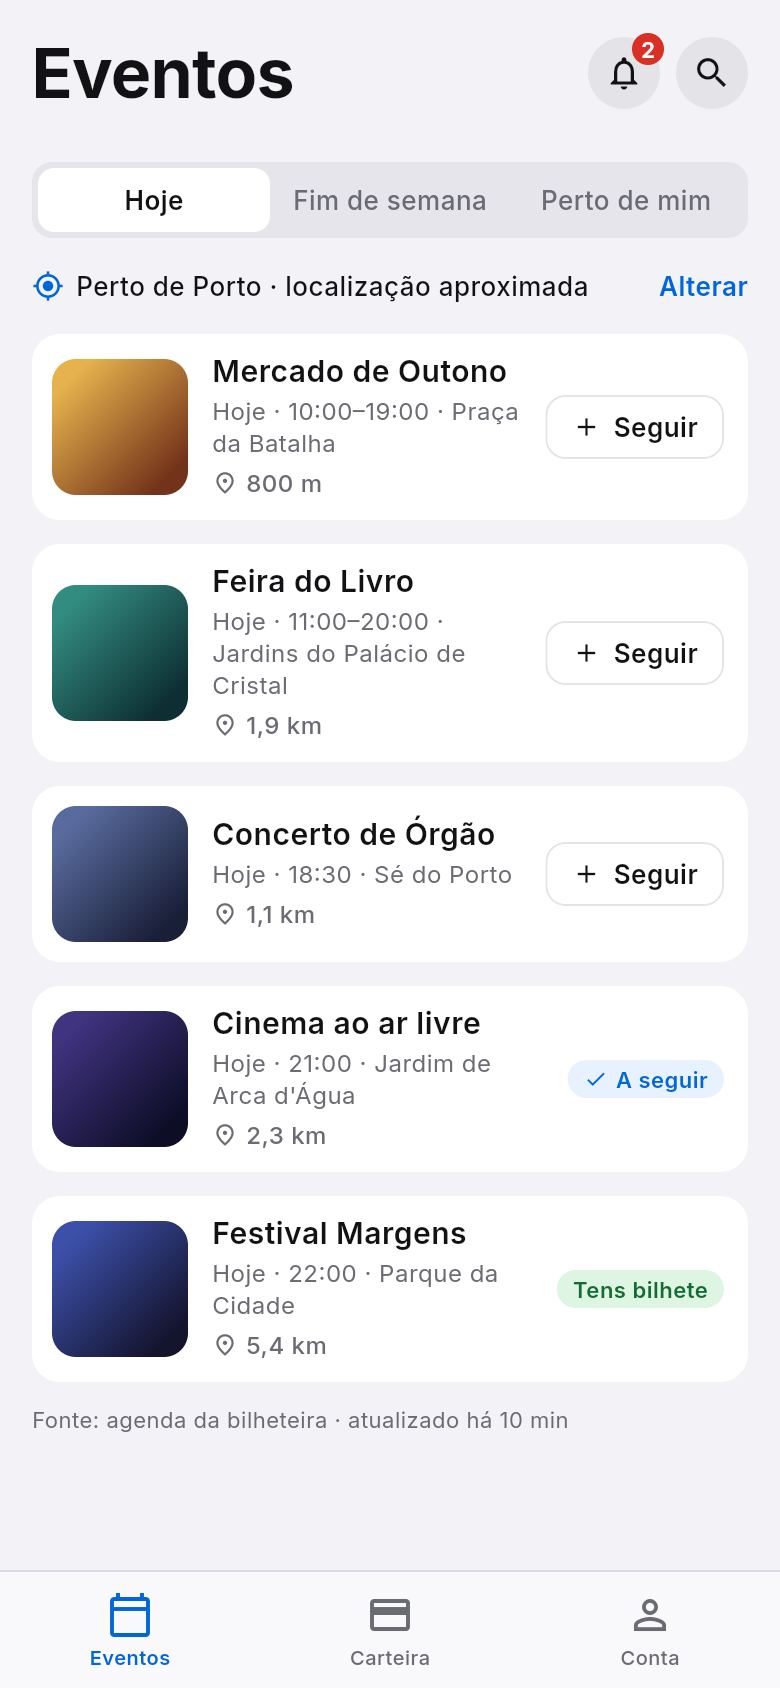 Eventos
2
Hoje
Fim de semana
Perto de mim
Perto de Porto · localização aproximada
Alterar
Mercado de Outono
Hoje · 10:00–19:00 · Praça
da Batalha
800 m
Seguir
Feira do Livro
Hoje · 11:00–20:00 ·
Jardins do Palácio de
Cristal
1,9 km
Seguir
Concerto de Órgão
Hoje · 18:30 · Sé do Porto
1,1 km
Seguir
Cinema ao ar livre
Hoje · 21:00 · Jardim de
Arca d'Água
2,3 km
A seguir
Festival Margens
Hoje · 22:00 · Parque da
Cidade
5,4 km
Tens bilhete
Fonte: agenda da bilheteira · atualizado há 10 min
Eventos
Carteira
Conta